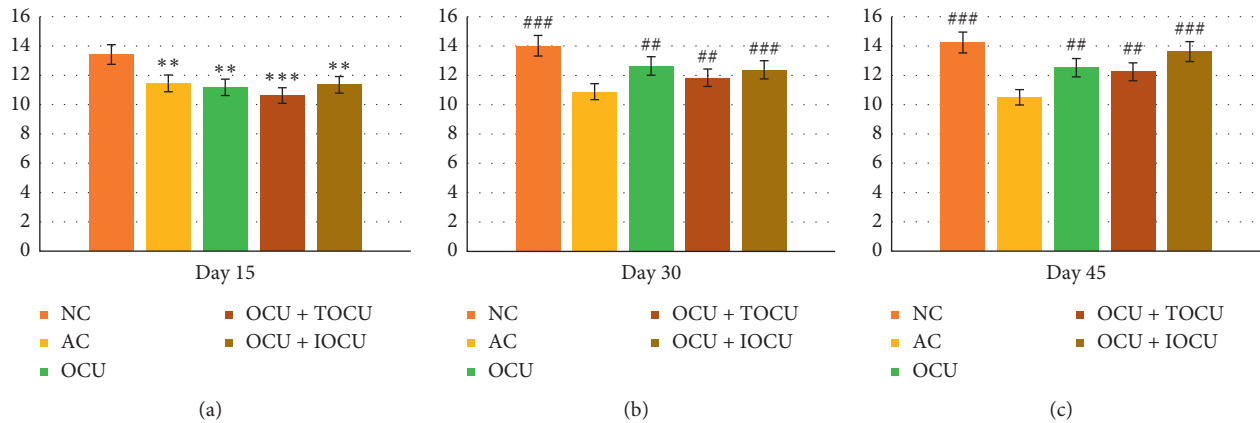 16
14
12
10
8
6
4
2
0
**
**
***
**
Day 15
NC
AC
OCU
OCU + TOCU
OCU + IOCU
(a)
16
14
12
10
8
6
4
2
0
###
##
##
###
Day 30
NC
AC
OCU
OCU + TOCU
OCU + IOCU
(b)
16
14
12
10
8
6
4
2
0
###
##
##
###
Day 45
NC
AC
OCU
OCU + TOCU
OCU + IOCU
(c)